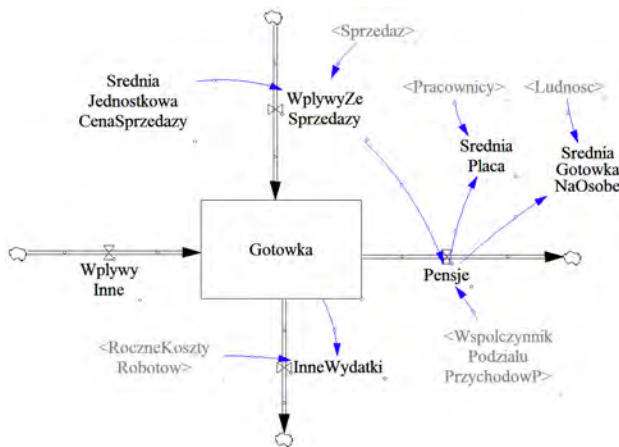 <Sprzedaz>
Srednia
Jednostkowa
CenaSprzedazy
WplywyZe
Sprzedazy
<Pracownicy>
<Ludnosc>
Srednia
Placa
Srednia
Gotowka
NaOsobe
Gotowka
Wplywy
Inne
Pensje
<RoczneKoszty
Robotow>
InneWydatki
<Wspolczynnik
Podzialu
PrzychodowP>